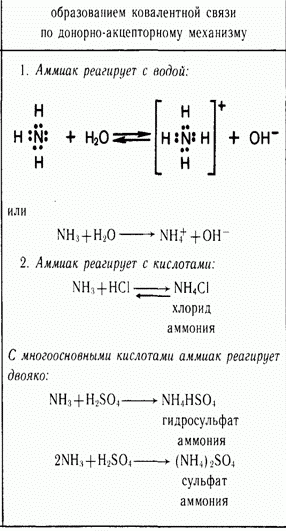 образованием ковалентной связи
по донорно-акцепторному механизму
1. Аммиак реагирует с водой:
H H
H :N: + H₂O ⇌ [H :N: H]⁺ + OH⁻
H H
или
NH₃+H₂O ⟶ NH₄⁺+OH⁻
2. Аммиак реагирует с кислотами:
NH₃+HCl ⇌ NH₄Cl
хлорид
аммония
С многоосновными кислотами аммиак реагирует
двояко:
NH₃+H₂SO₄ ⟶ NH₄HSO₄
гидросульфат
аммония
2NH₃+H₂SO₄ ⟶ (NH₄)₂SO₄
сульфат
аммония